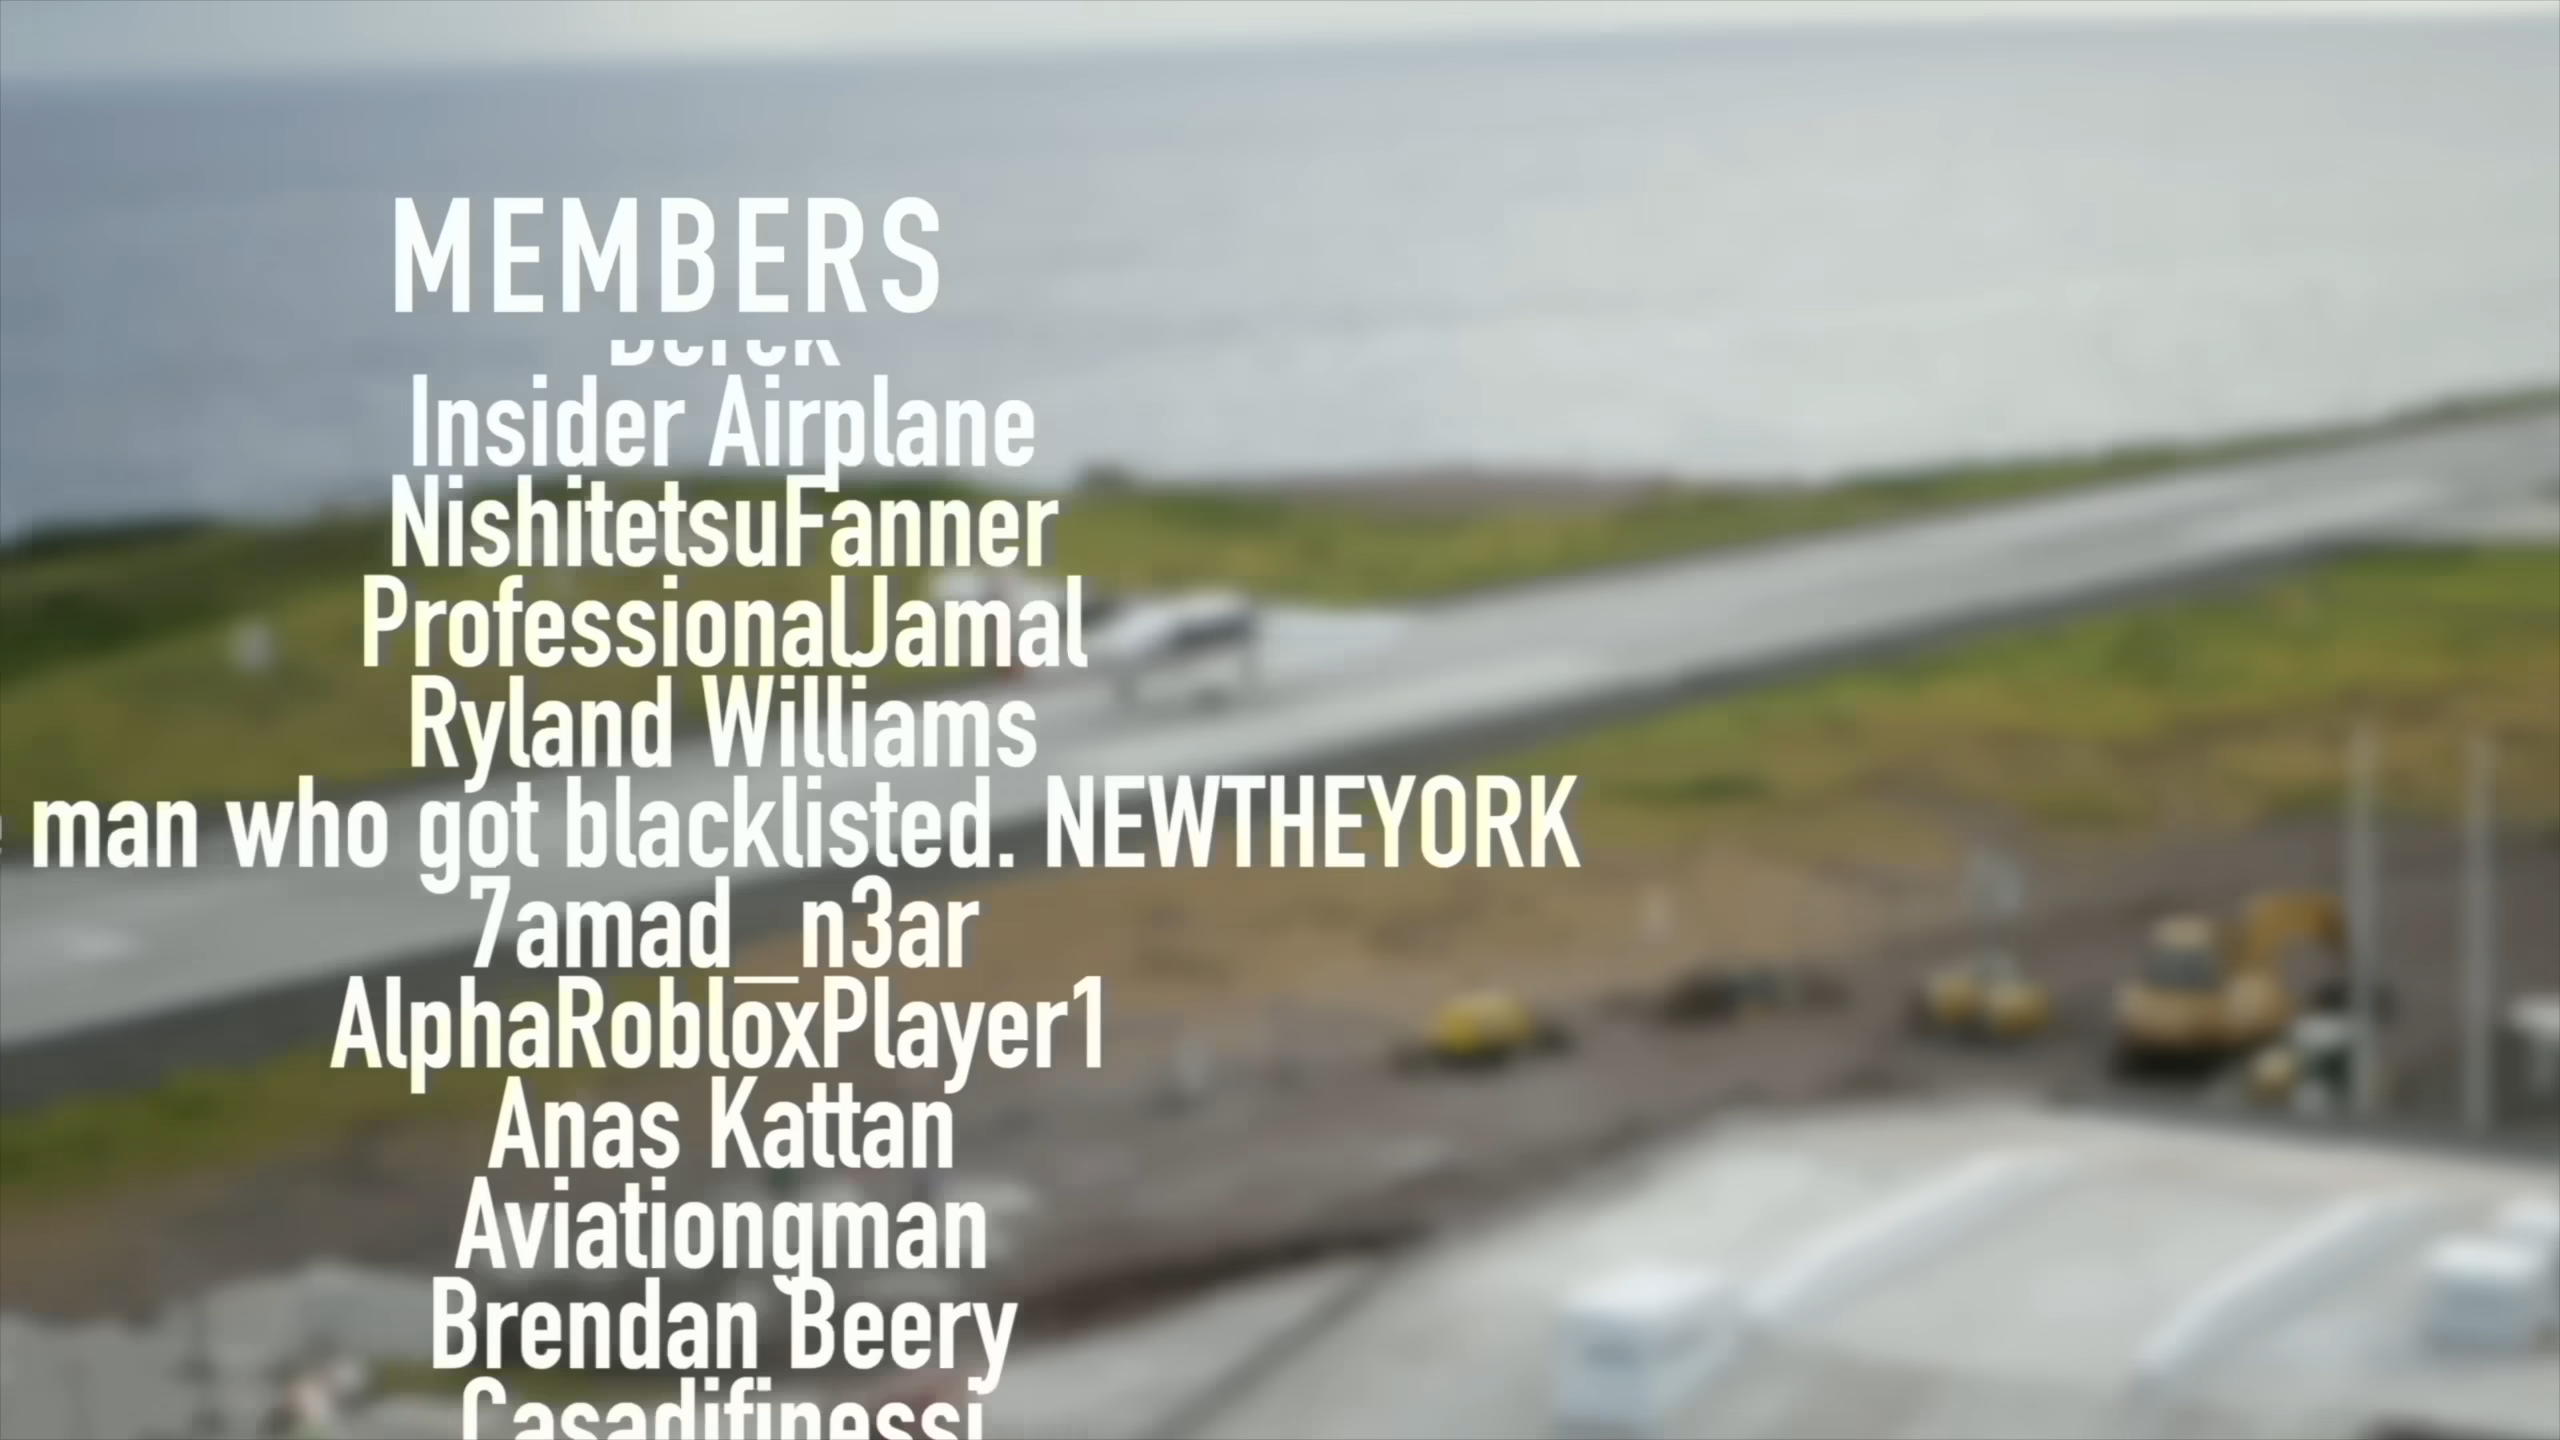 MEMBERS
Insider Airplane
NishitetsuFanner
ProfessionalJamal
Ryland Williams
man who got blacklisted. NEWTHEYORK
7amad_n3ar
AlphaRobloxPlayer1
Anas Kattan
Aviationgman
Brendan Beery
Casadifinessi